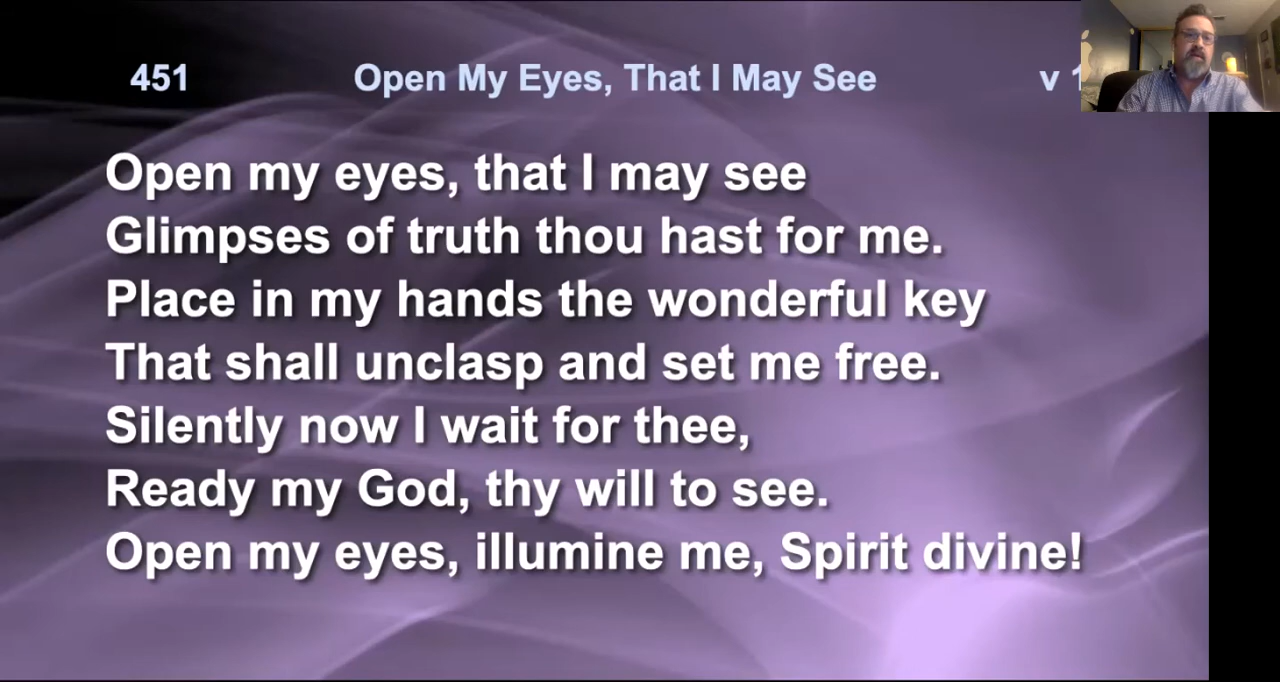 451 Open My Eyes, That I May See v 1
Open my eyes, that I may see
Glimpses of truth thou hast for me.
Place in my hands the wonderful key
That shall unclasp and set me free.
Silently now I wait for thee,
Ready my God, thy will to see.
Open my eyes, illumine me, Spirit divine!